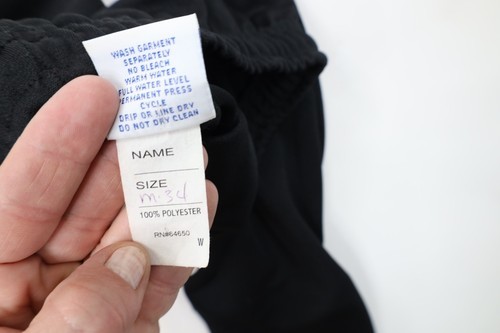 WASH GARMENT
SEPARATELY
NO BLEACH
WARM WATER
FULL WATER LEVEL
PERMANENT PRESS
CYCLE
DRIP OR LINE DRY
DO NOT DRY CLEAN
NAME
SIZE
m-34
100% POLYESTER
RN#64650
W